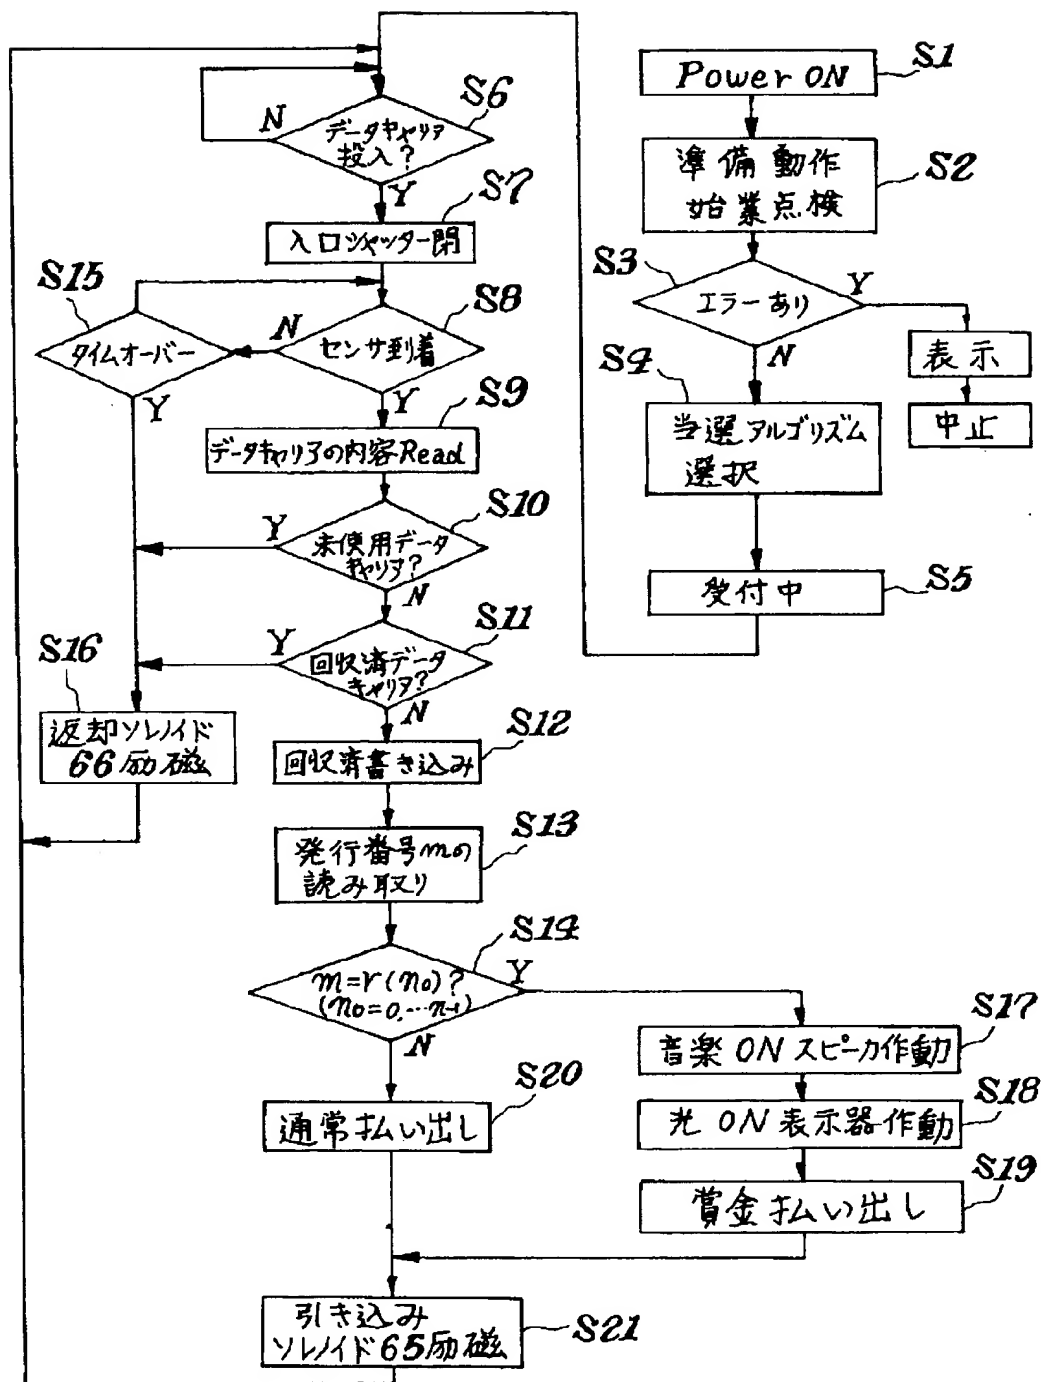 S1
Power ON
S2
準備動作
始業点検
S3
エラーあり
Y
N
表示
中止
S4
当選アルゴリズム
選択
S5
受付中
S6
データキャリア
投入?
N
Y
S7
入口シャッター閉
S8
センサ到着
N
Y
S15
タイムオーバー
Y
S9
データキャリアの内容Read
S10
未使用データ
キャリア?
Y
N
S11
回収済データ
キャリア?
Y
N
S16
返却ソレノイド
66励磁
S12
回収済書き込み
S13
発行番号mの
読み取り
S14
m=r(n0)?
(n0=0,…n-1)
Y
N
S17
音楽ONスピーカ作動
S18
光ON表示器作動
S19
賞金払い出し
S20
通常払い出し
S21
引き込み
ソレノイド65励磁